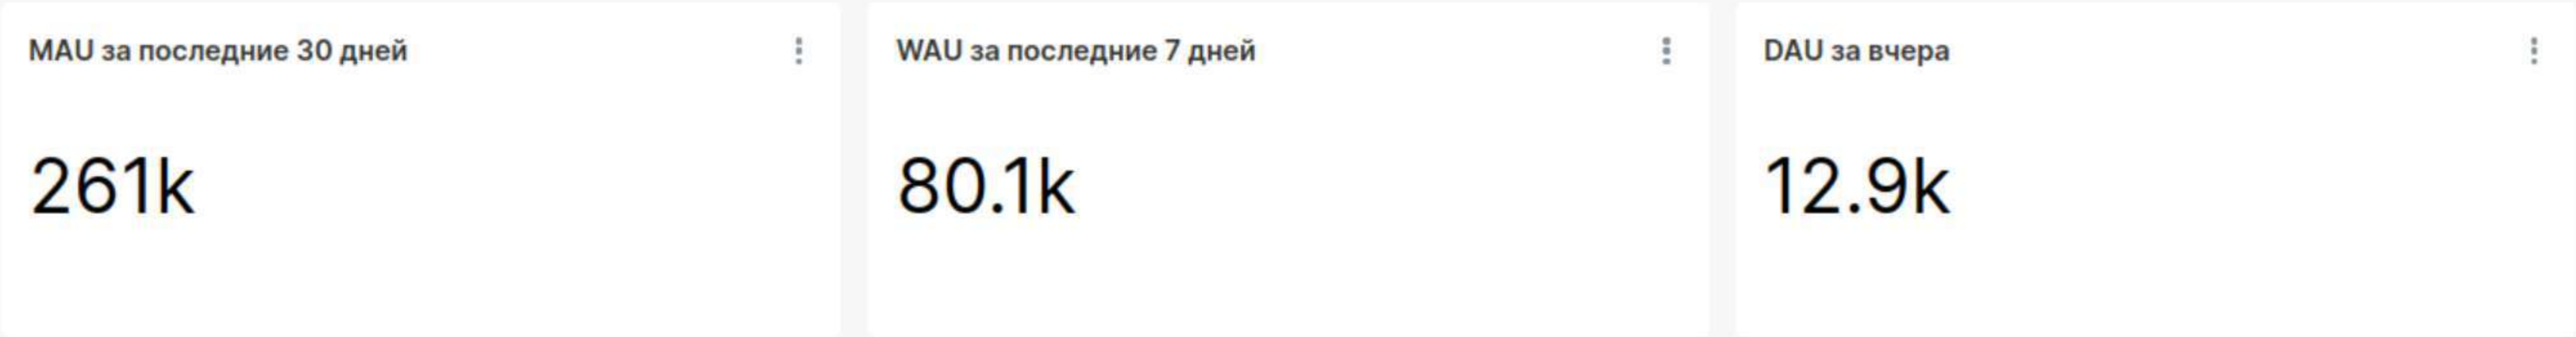 MAU за последние 30 дней
261k
WAU за последние 7 дней
80.1k
DAU за вчера
12.9k